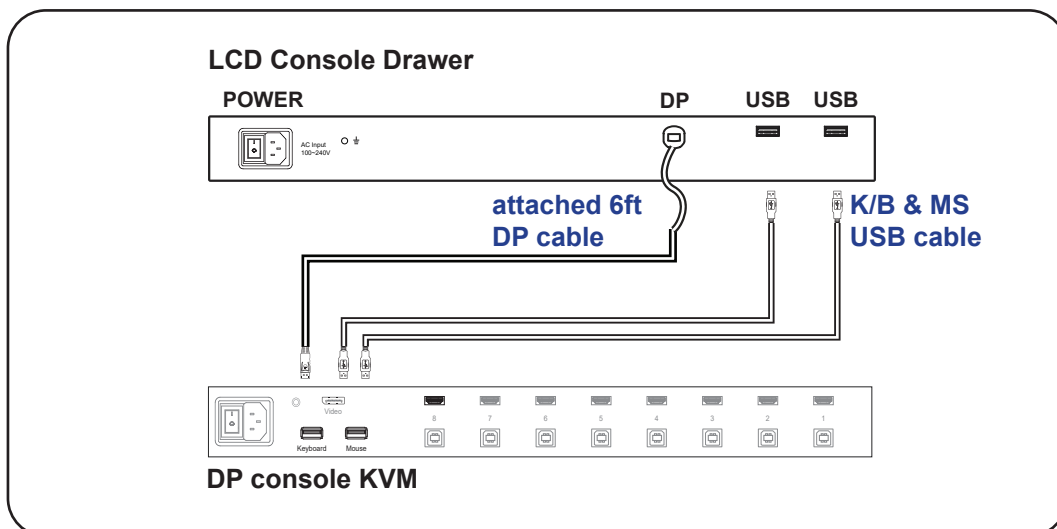 LCD Console Drawer
POWER
DP
USB
USB
AC Input
100~240V
attached 6ft
DP cable
K/B & MS
USB cable
Video
8
7
6
5
4
3
2
1
Keyboard
Mouse
DP console KVM